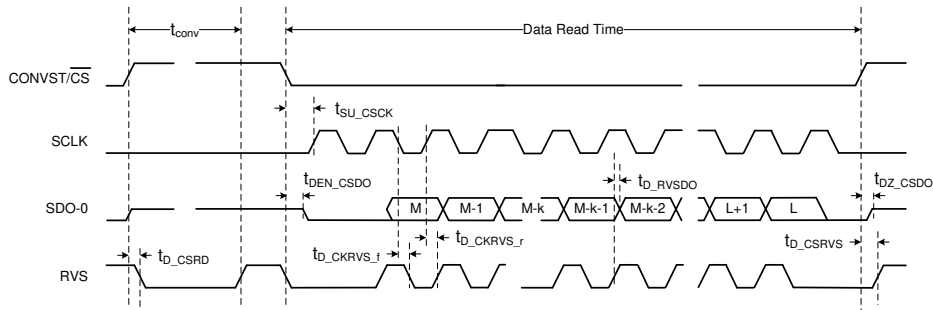 t_conv
Data Read Time
CONVST/C̅S̅
t_SU_CSCK
SCLK
t_DEN_CSDO
t_D_RVSDO
t_DZ_CSDO
SDO-0
M
M-1
M-k
M-k-1
M-k-2
L+1
L
t_D_CSRD
t_D_CKRVS_f
t_D_CKRVS_r
t_D_CSRVS
RVS